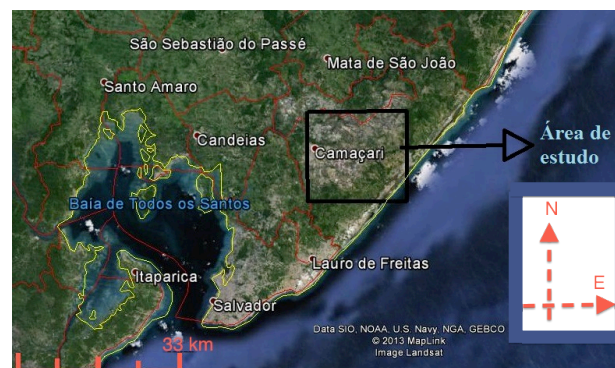 São Sebastião do Passé
Mata de São João
Santo Amaro
Candeias
Camaçari
Área de
estudo
Baia de Todos os Santos
N
E
Itaparica
Lauro de Freitas
Salvador
33 km
Data SIO, NOAA, U.S. Navy, NGA, GEBCO
© 2013 MapLink
Image Landsat